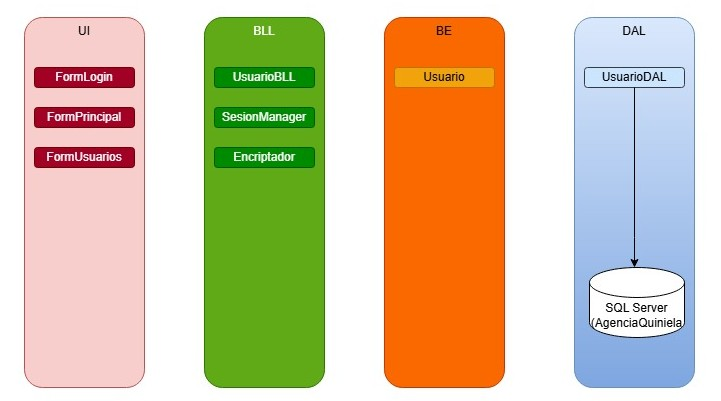 UI
FormLogin
FormPrincipal
FormUsuarios
BLL
UsuarioBLL
SesionManager
Encriptador
BE
Usuario
DAL
UsuarioDAL
SQL Server
(AgenciaQuiniela